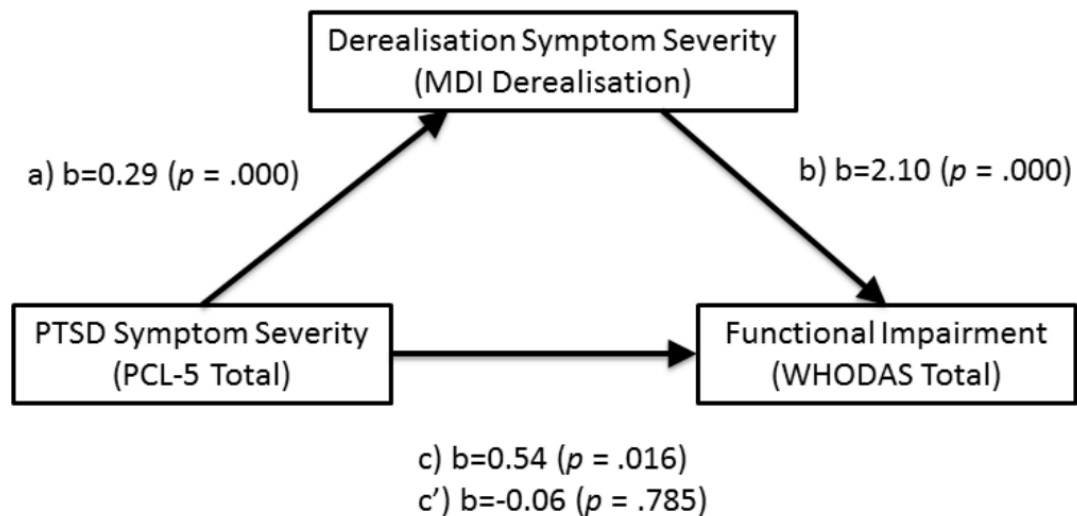 Derealisation Symptom Severity
(MDI Derealisation)
a) b=0.29 (p = .000)
b) b=2.10 (p = .000)
PTSD Symptom Severity
(PCL-5 Total)
Functional Impairment
(WHODAS Total)
c) b=0.54 (p = .016)
c’) b=-0.06 (p = .785)